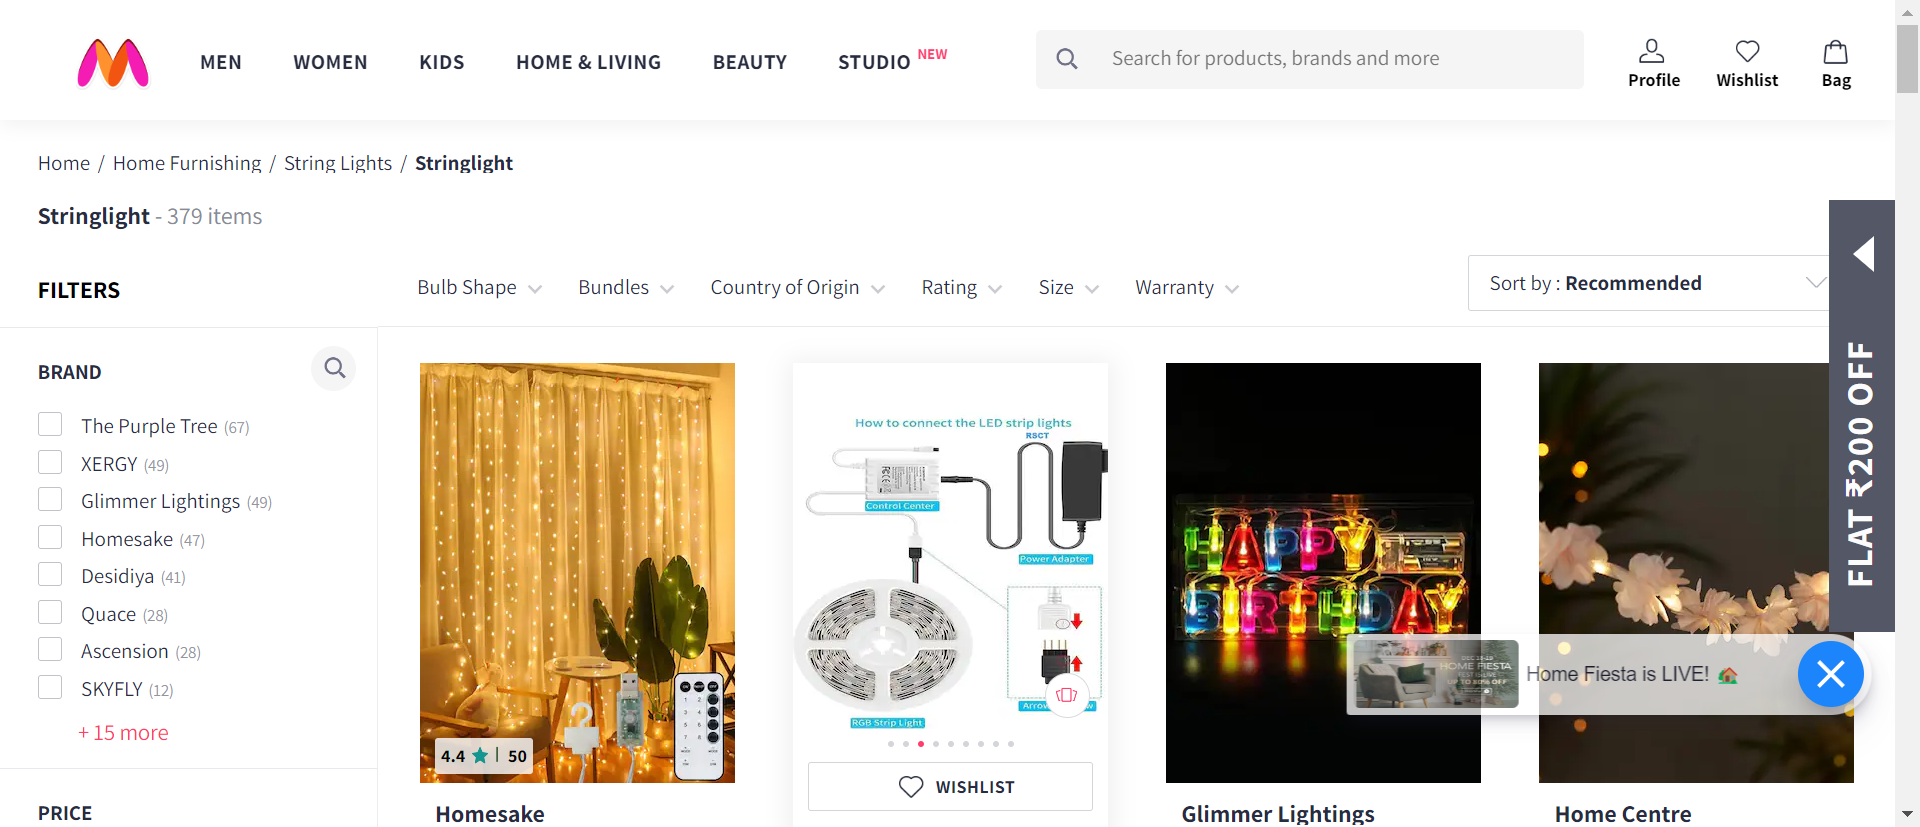 MEN
WOMEN
KIDS
HOME & LIVING
BEAUTY
STUDIO NEW
Search for products, brands and more
Profile
Wishlist
Bag
Home / Home Furnishing / String Lights / Stringlight
Stringlight - 379 items
FILTERS
Bulb Shape
Bundles
Country of Origin
Rating
Size
Warranty
Sort by : Recommended
FLAT ₹200 OFF
BRAND
The Purple Tree (67)
XERGY (49)
Glimmer Lightings (49)
Homesake (47)
Desidiya (41)
Quace (28)
Ascension (28)
SKYFLY (12)
+ 15 more
PRICE
4.4 50
Homesake
How to connect the LED strip lights
RSCT
Control Center
Power Adapter
RGB Strip Light
WISHLIST
HAPPY
BIRTHDAY
Glimmer Lightings
HOME FIESTA
Home Fiesta is LIVE!
Home Centre